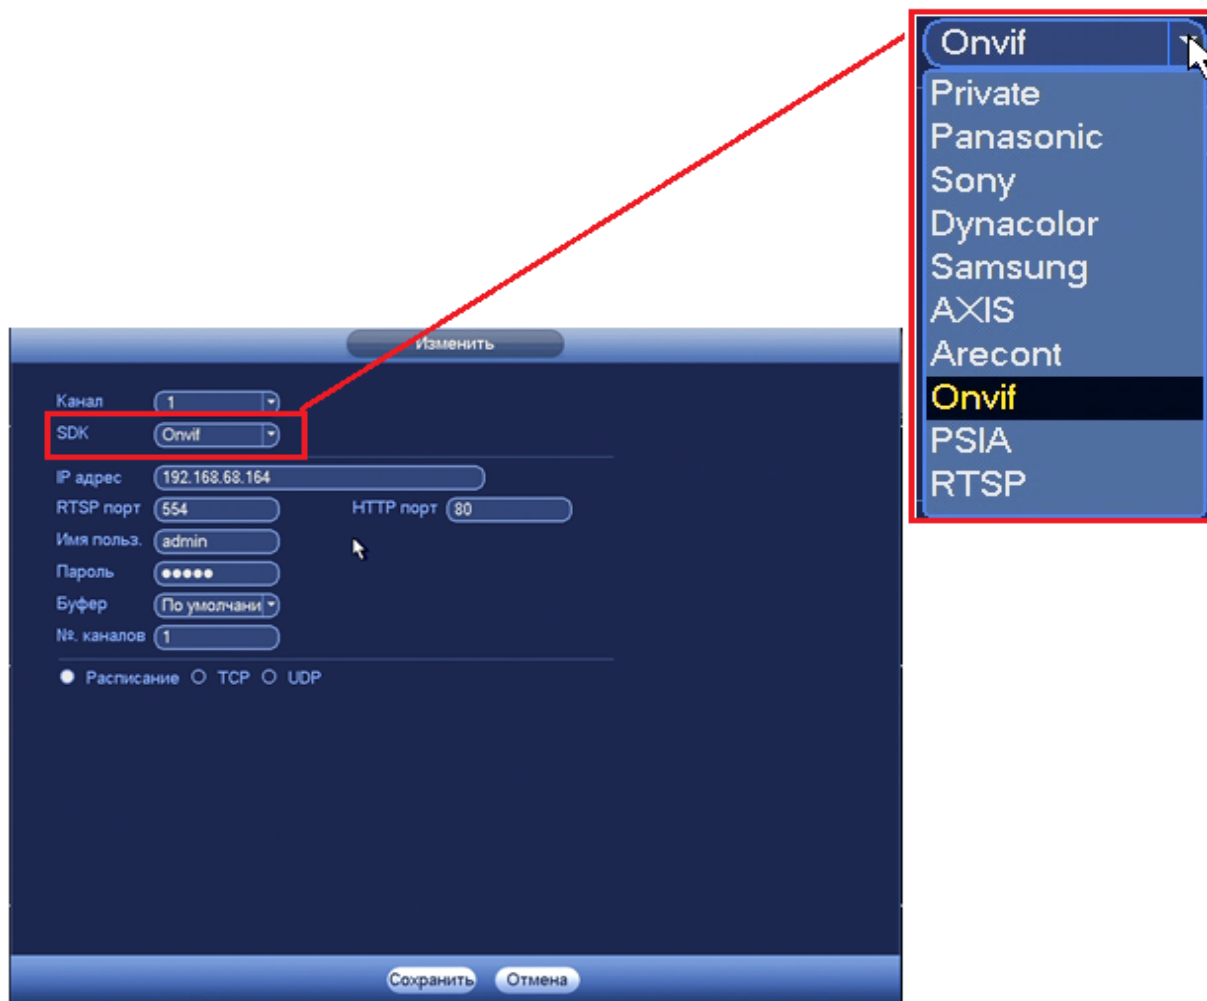 Onvif
Private
Panasonic
Sony
Dynacolor
Samsung
AXIS
Arecont
Onvif
PSIA
RTSP
Изменить
Канал 1
SDK Onvif
IP адрес 192.168.68.164
RTSP порт 554 HTTP порт 80
Имя польз. admin
Пароль ●●●●●
Буфер По умолчани
№. каналов 1
Расписание TCP UDP
Сохранить Отмена